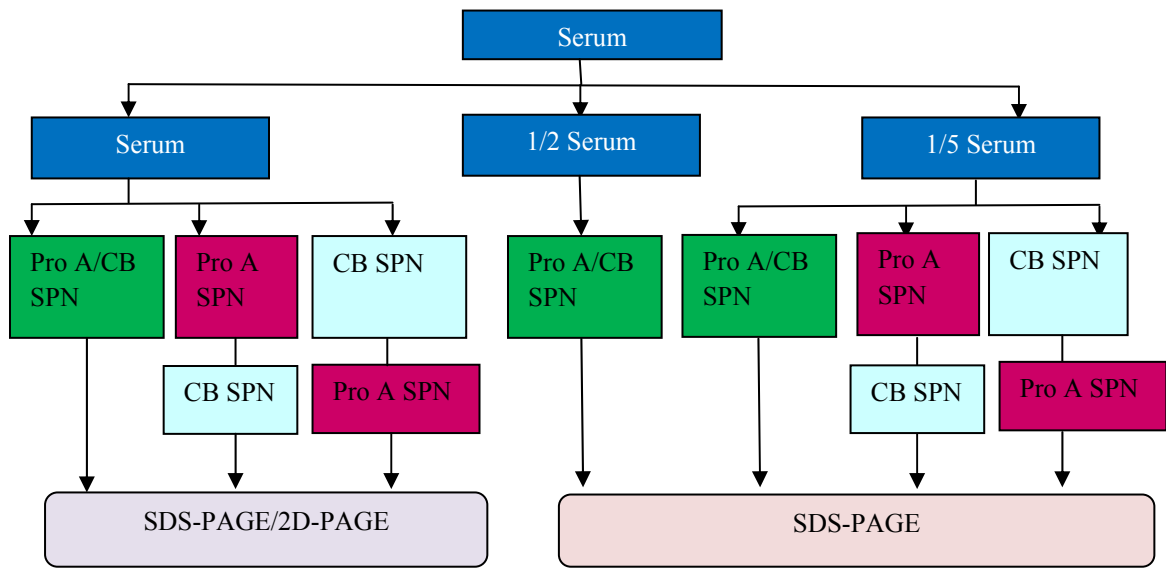 Serum
Serum
1/2 Serum
1/5 Serum
Pro A/CB
SPN
Pro A
SPN
CB SPN
Pro A/CB
SPN
Pro A/CB
SPN
Pro A
SPN
CB SPN
CB SPN
Pro A SPN
CB SPN
Pro A SPN
SDS-PAGE/2D-PAGE
SDS-PAGE